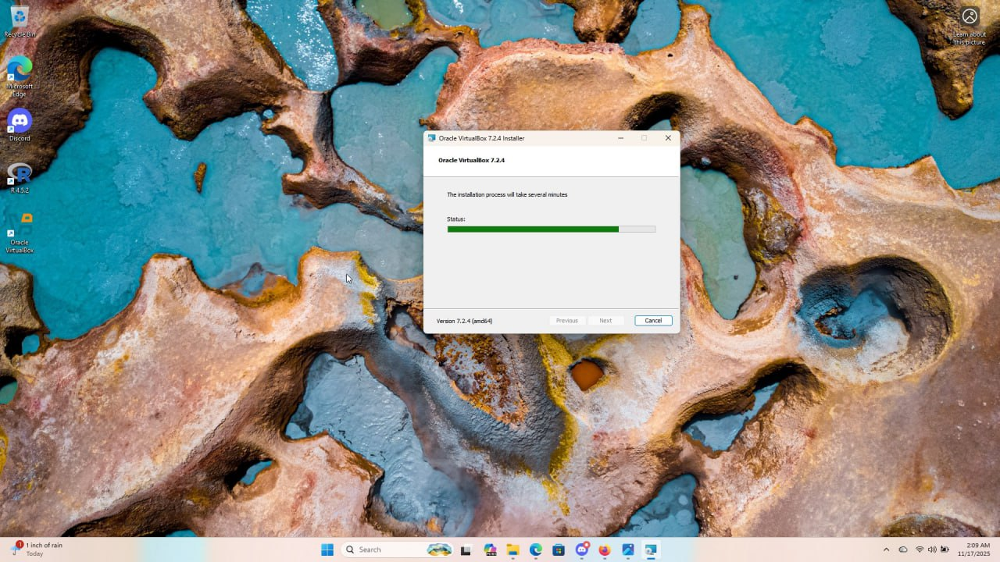 Recycle Bin
Microsoft
Edge
Discord
R 4.5.2
Oracle
VirtualBox
Learn about
this picture
Oracle VirtualBox 7.2.4 Installer
Oracle VirtualBox 7.2.4
The installation process will take several minutes
Status:
Version 7.2.4 (amd64)
Previous
Next
Cancel
1
1 inch of rain
Today
Search
2:09 AM
11/17/2025